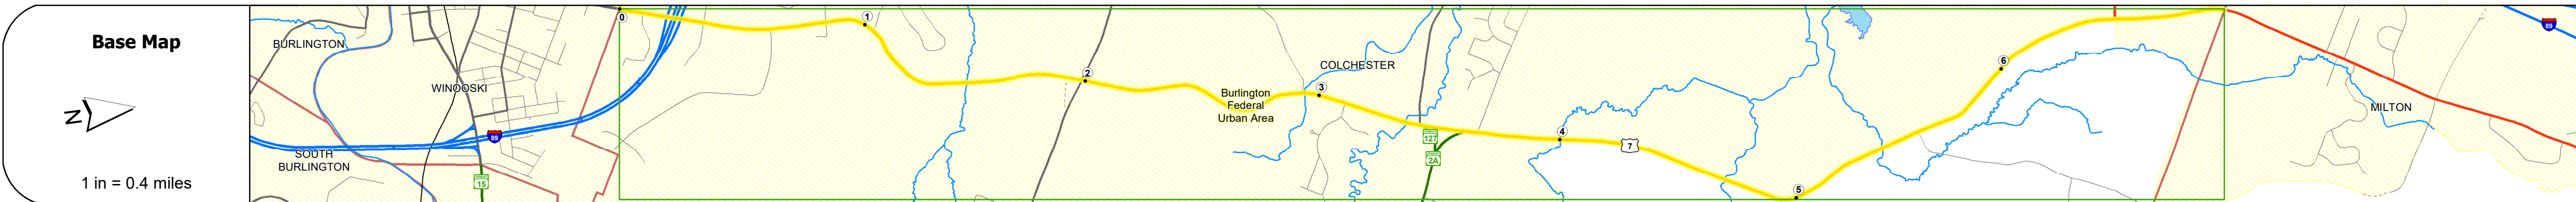 Base Map
N
1 in = 0.4 miles
BURLINGTON
WINOOSKI
89
SOUTH
BURLINGTON
15
0
1
2
Burlington
Federal
Urban Area
3
COLCHESTER
127
2A
4
7
5
6
MILTON
89